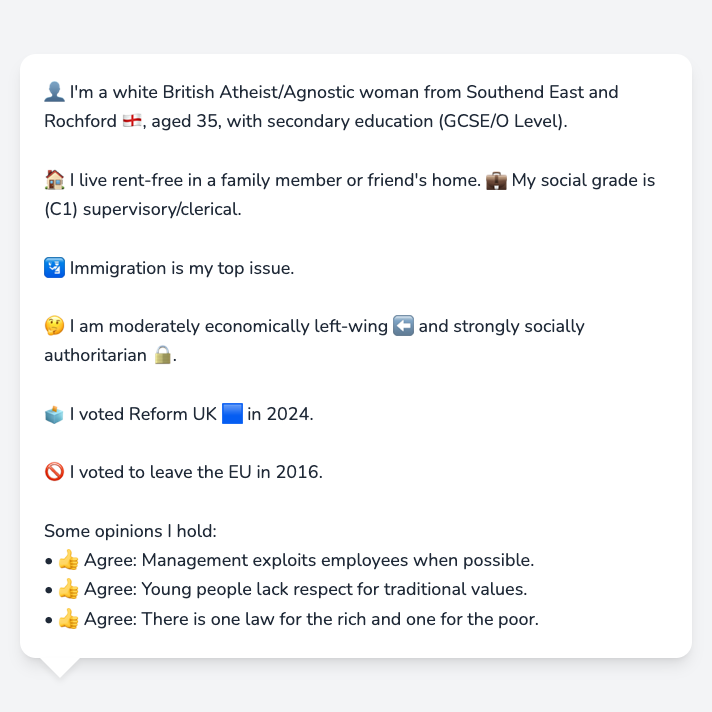 👤 I'm a white British Atheist/Agnostic woman from Southend East and
Rochford 🏴󠁧󠁢󠁥󠁮󠁧󠁿, aged 35, with secondary education (GCSE/O Level).
🏠 I live rent-free in a family member or friend's home. 💼 My social grade is
(C1) supervisory/clerical.
🛂 Immigration is my top issue.
🤔 I am moderately economically left-wing ⬅️ and strongly socially
authoritarian 🔒.
🗳️ I voted Reform UK 🟦 in 2024.
🚫 I voted to leave the EU in 2016.
Some opinions I hold:
• 👍 Agree: Management exploits employees when possible.
• 👍 Agree: Young people lack respect for traditional values.
• 👍 Agree: There is one law for the rich and one for the poor.